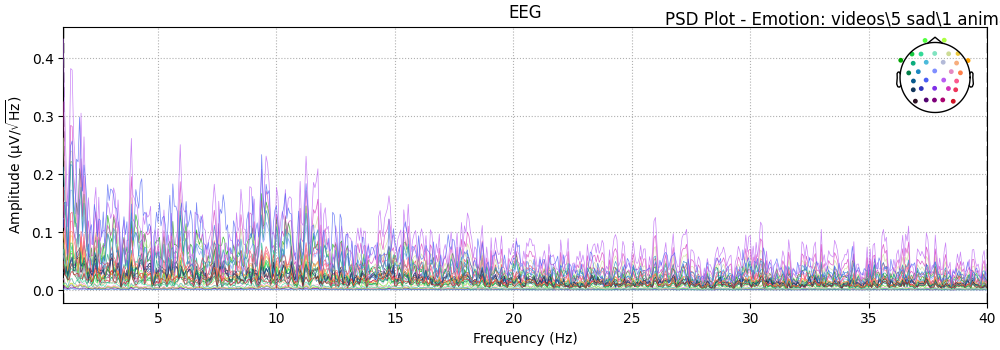 EEG
PSD Plot - Emotion: videos\5 sad\1 anim
Amplitude (µV/√Hz)
0.4
0.3
0.2
0.1
0.0
5 10 15 20 25 30 35 40
Frequency (Hz)